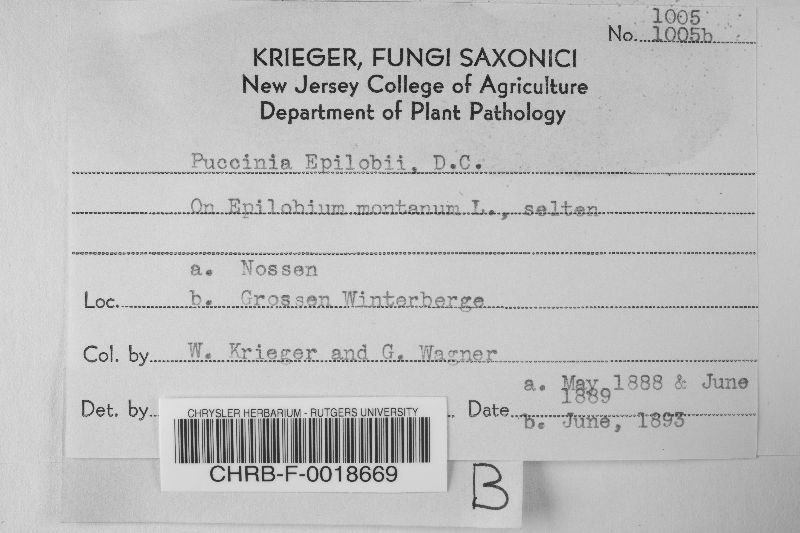 1005
No. 1005b
KRIEGER, FUNGI SAXONICI
New Jersey College of Agriculture
Department of Plant Pathology
Puccinia Epilobii, D.C.
On Epilobium montanum L., selten
a. Nossen
Loc. b. Grossen Winterberge
Col. by W. Krieger and G. Wagner
a. May 1888 & June
1889
Det. by Date
b. June, 1893
CHRYSLER HERBARIUM - RUTGERS UNIVERSITY
CHRB-F-0018669
B